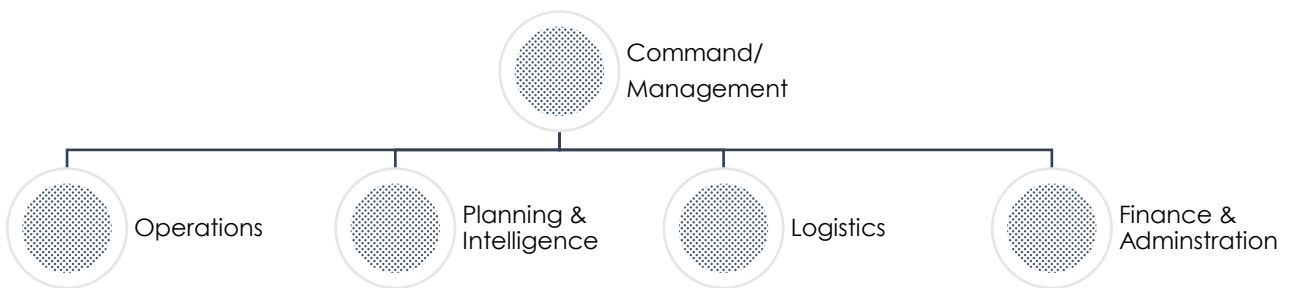 Command/
Management
Operations
Planning &
Intelligence
Logistics
Finance &
Adminstration